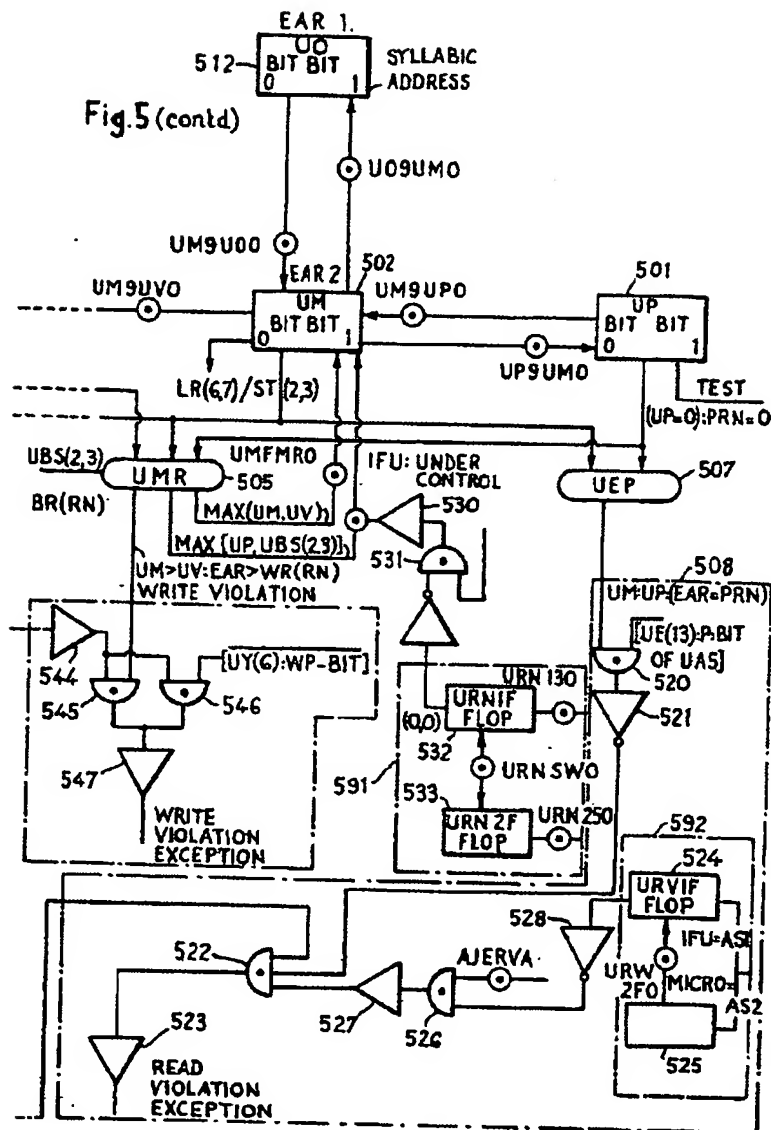 EAR 1.
UO
BIT BIT
0 1
512
SYLLABIC
ADDRESS
Fig.5 (contd)
UO9UMO
UM9UOO
EAR 2
502
UM
BIT BIT
0 1
UM9UVO
UM9UPO
501
UP
BIT BIT
0 1
UP9UMO
LR(6,7)/ST (2,3)
TEST
(UP=0):PRN=0
UBS(2,3)
UMR
505
UMFMRO
IFU: UNDER
CONTROL
530
UEP
507
BR(RN)
MAX(UM,UV)
MAX{UP,UBS(2,3)}
531
UM>UV:EAR>WR(RN)
WRITE VIOLATION
508
UM:UP:(EAR=PRN)
[UE(13):P-BIT
OF UAS]
520
521
544
[UY(6):WP-BIT]
545
546
547
WRITE
VIOLATION
EXCEPTION
URN 130
(0,0)
URN1F
FLOP
532
591
URN SWO
533
URN 2F
FLOP
URN 250
592
524
URV1F
FLOP
528
IFU=AS1
URW
2FO
MICRO=
AS2
525
522
AJERVA
527
526
523
READ
VIOLATION
EXCEPTION